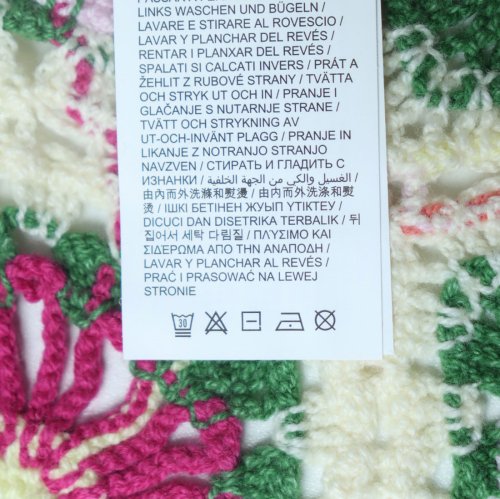 LINKS WASCHEN UND BÜGELN /
LAVARE E STIRARE AL ROVESCIO /
LAVAR Y PLANCHAR DEL REVÉS /
RENTAR I PLANXAR DEL REVÉS /
SPALATI SI CALCATI INVERS / PRÁT A
ŽEHLIT Z RUBOVÉ STRANY / TVÄTTA
OCH STRYK UT OCH IN / PRANJE I
GLAČANJE S NUTARNJE STRANE /
TVÄTT OCH STRYKNING AV
UT-OCH-INVÄNT PLAGG / PRANJE IN
LIKANJE Z NOTRANJO STRANJO
NAVZVEN / СТИРАТЬ И ГЛАДИТЬ С
ИЗНАНКИ / الغسيل والكي من الجهة الخلفية /
由內而外洗滌和熨燙 / 由内而外洗涤和熨
烫 / ІШКІ БЕТІНЕН ЖУЫП ҮТІКТЕУ /
DICUCI DAN DISETRIKA TERBALIK / 뒤
집어서 세탁 다림질 / ΠΛΥΣΙΜΟ ΚΑΙ
ΣΙΔΕΡΩΜΑ ΑΠΟ ΤΗΝ ΑΝΑΠΟΔΗ /
LAVAR Y PLANCHAR AL REVÉS /
PRAĆ I PRASOWAĆ NA LEWEJ
STRONIE
30